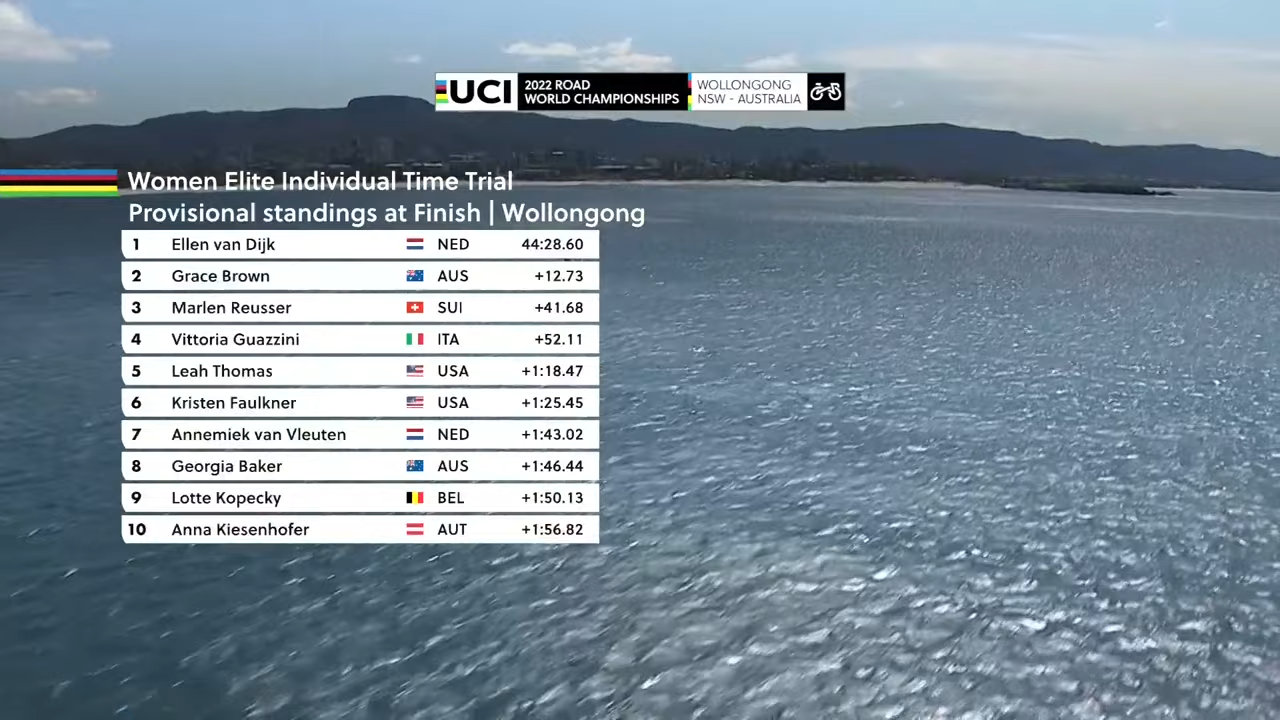 UCI
2022 ROAD
WORLD CHAMPIONSHIPS
WOLLONGONG
NSW - AUSTRALIA
Women Elite Individual Time Trial
Provisional standings at Finish | Wollongong
1 Ellen van Dijk NED 44:28.60
2 Grace Brown AUS +12.73
3 Marlen Reusser SUI +41.68
4 Vittoria Guazzini ITA +52.11
5 Leah Thomas USA +1:18.47
6 Kristen Faulkner USA +1:25.45
7 Annemiek van Vleuten NED +1:43.02
8 Georgia Baker AUS +1:46.44
9 Lotte Kopecky BEL +1:50.13
10 Anna Kiesenhofer AUT +1:56.82